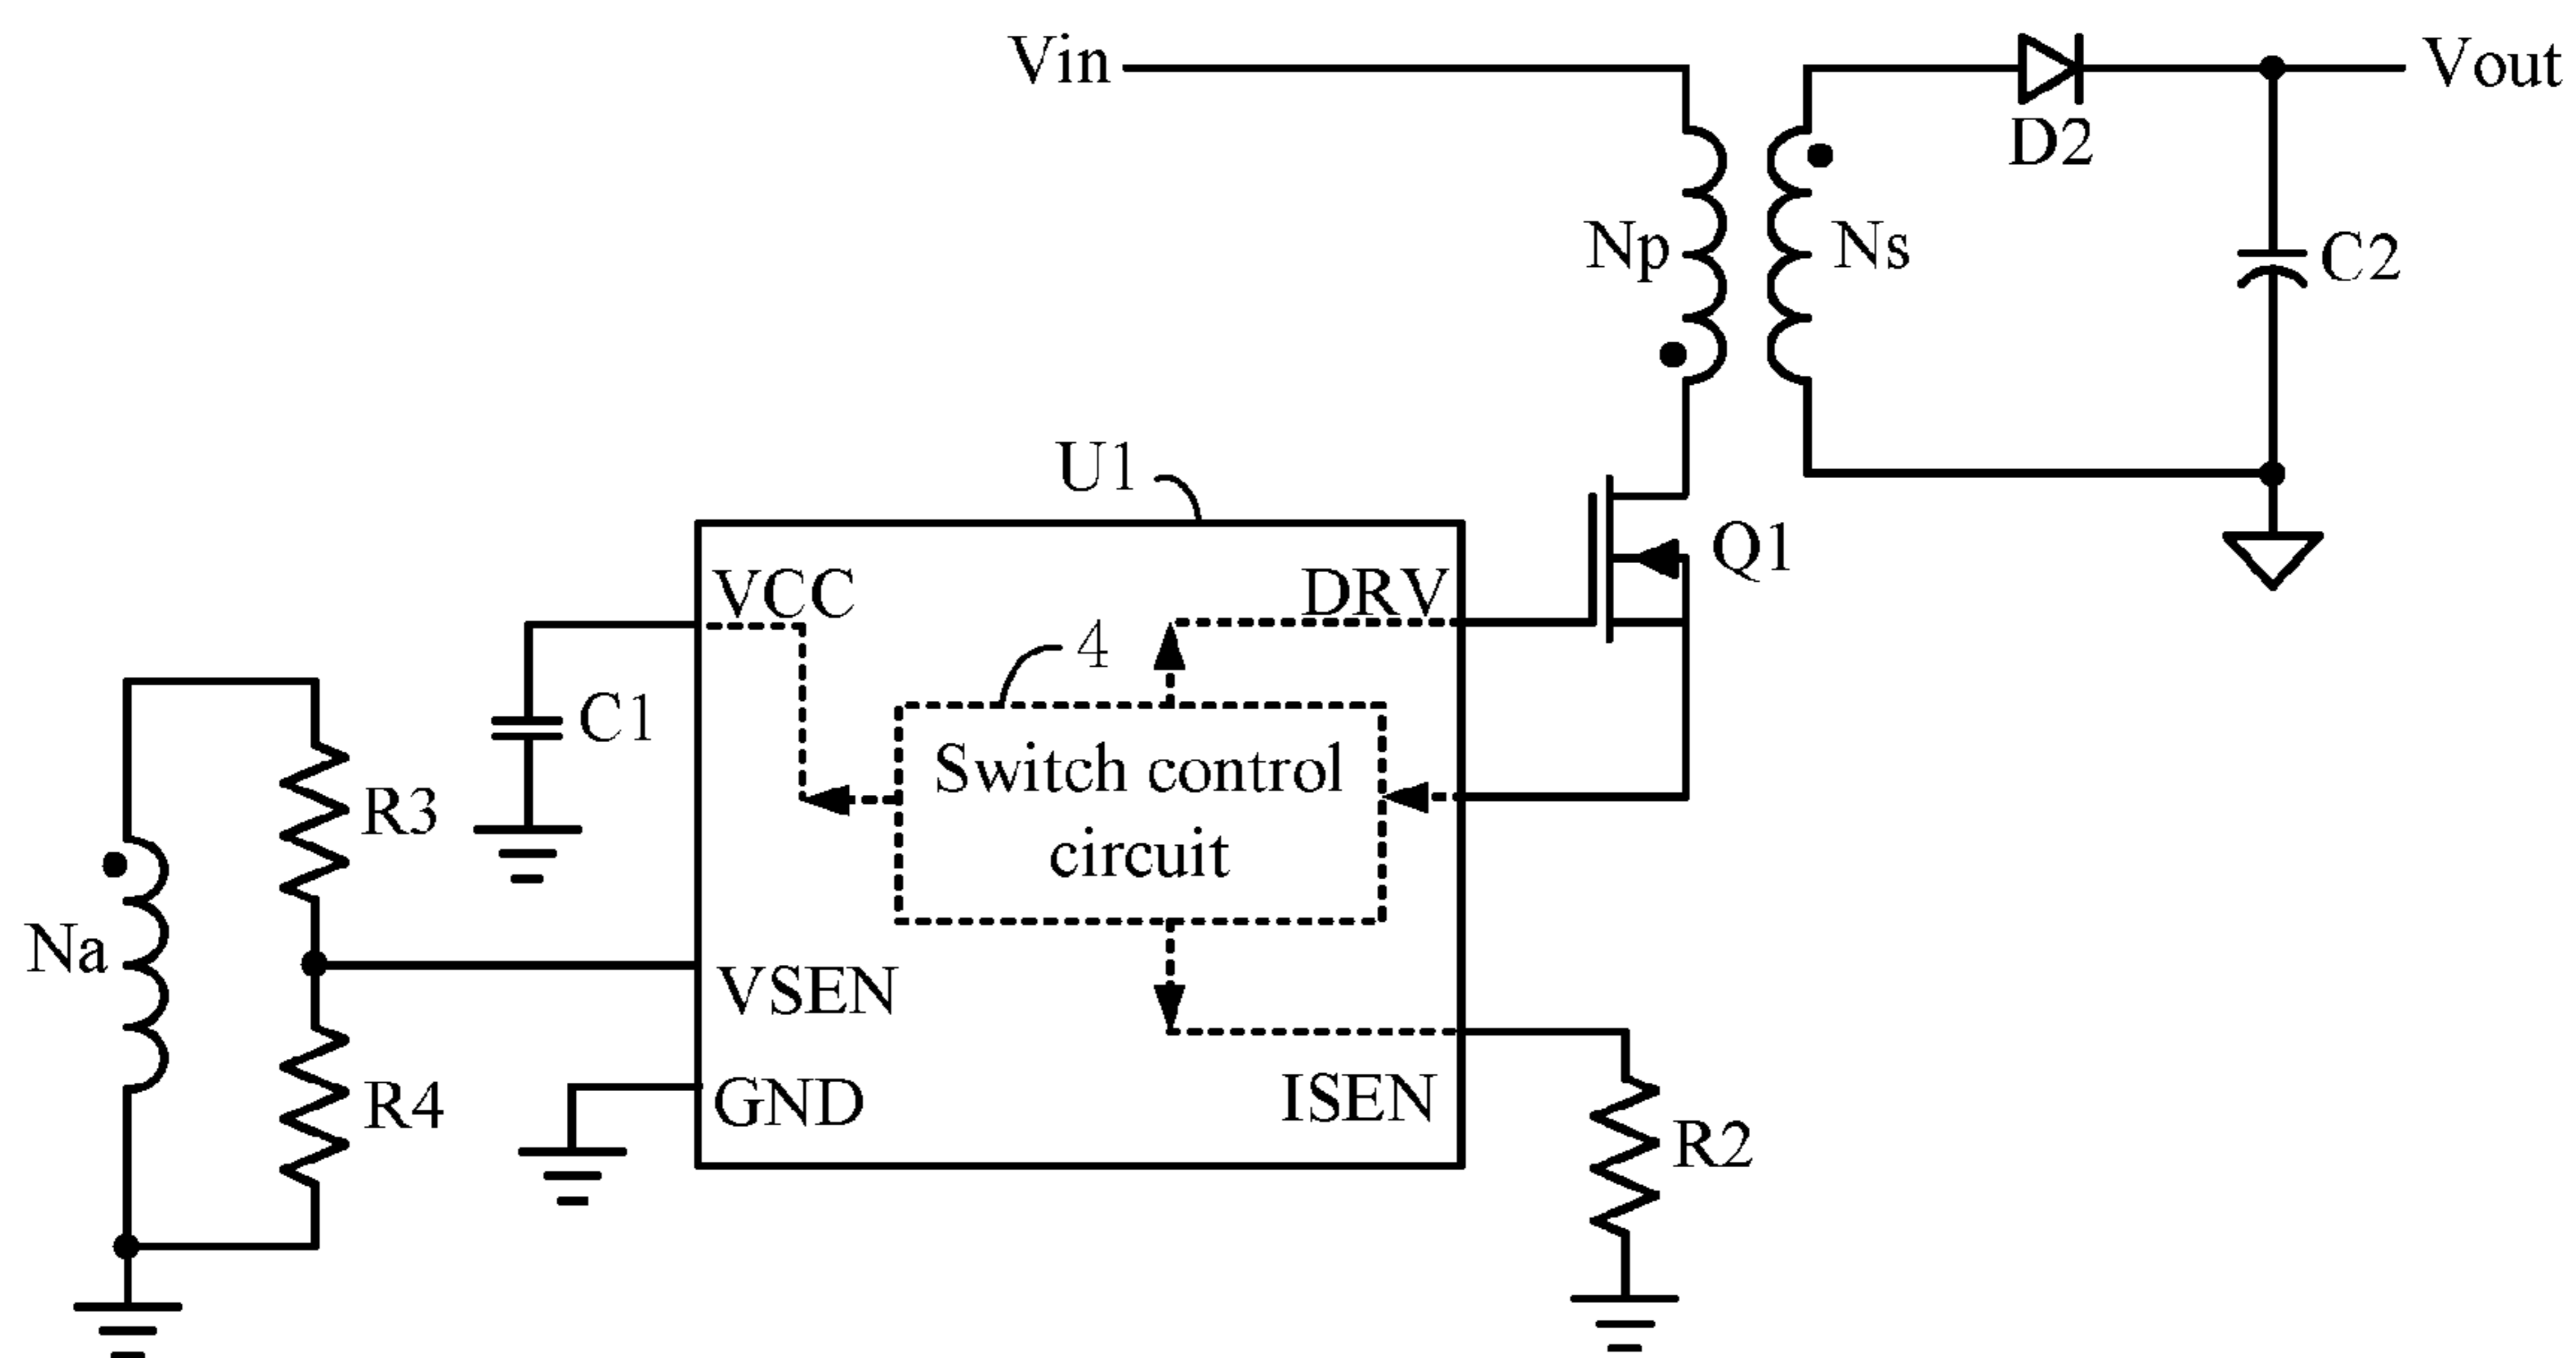 Vin
Vout
D2
Np
Ns
C2
U1
Q1
VCC
DRV
4
C1
Switch control
circuit
R3
Na
VSEN
R4
GND
ISEN
R2